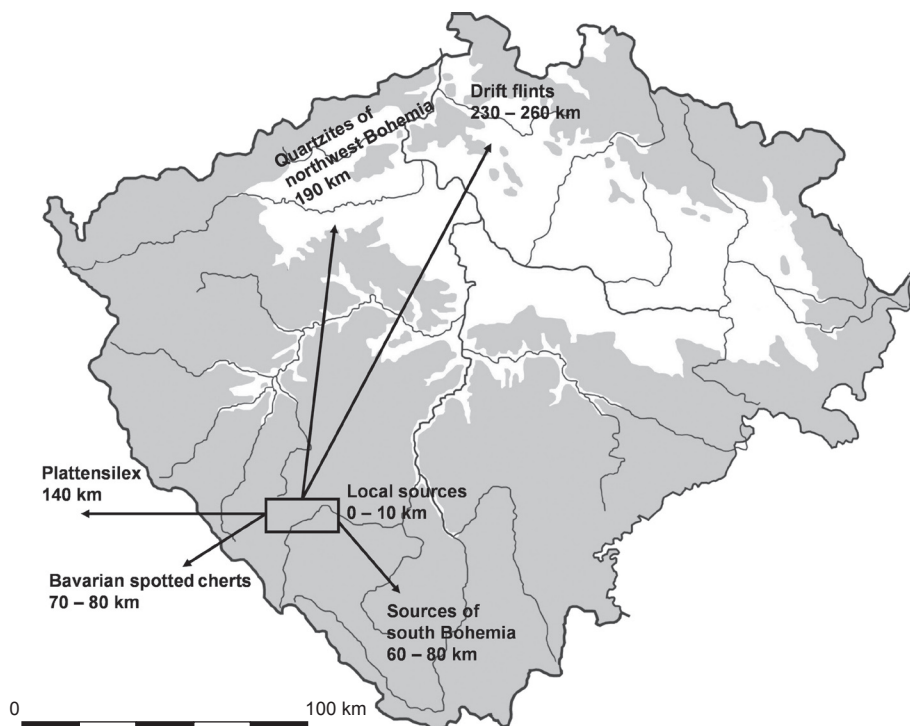 Drift flints
230 – 260 km
Quartzites of
northwest Bohemia
190 km
Plattensilex
140 km
Local sources
0 – 10 km
Bavarian spotted cherts
70 – 80 km
Sources of
south Bohemia
60 – 80 km
0 100 km